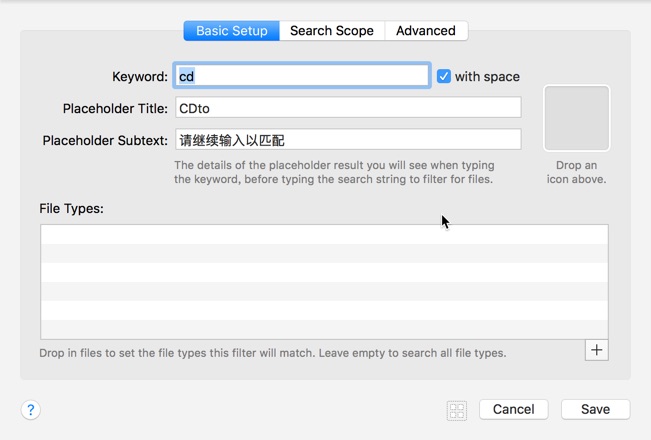 Basic Setup Search Scope Advanced
Keyword: cd with space
Placeholder Title: CDto
Placeholder Subtext: 请继续输入以匹配
The details of the placeholder result you will see when typing
the keyword, before typing the search string to filter for files.
Drop an
icon above.
File Types:
Drop in files to set the file types this filter will match. Leave empty to search all file types.
+
? Cancel Save